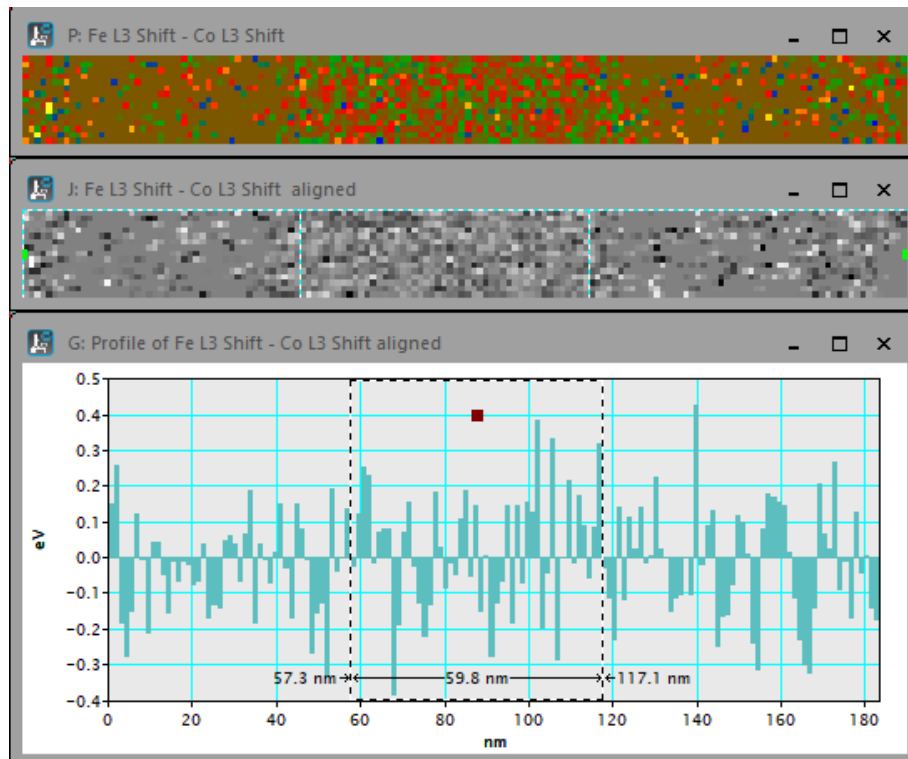 P: Fe L3 Shift - Co L3 Shift
J: Fe L3 Shift - Co L3 Shift aligned
G: Profile of Fe L3 Shift - Co L3 Shift aligned
0.5
0.4
0.3
0.2
0.1
0.0
-0.1
-0.2
-0.3
-0.4
eV
57.3 nm 59.8 nm 117.1 nm
0 20 40 60 80 100 120 140 160 180
nm